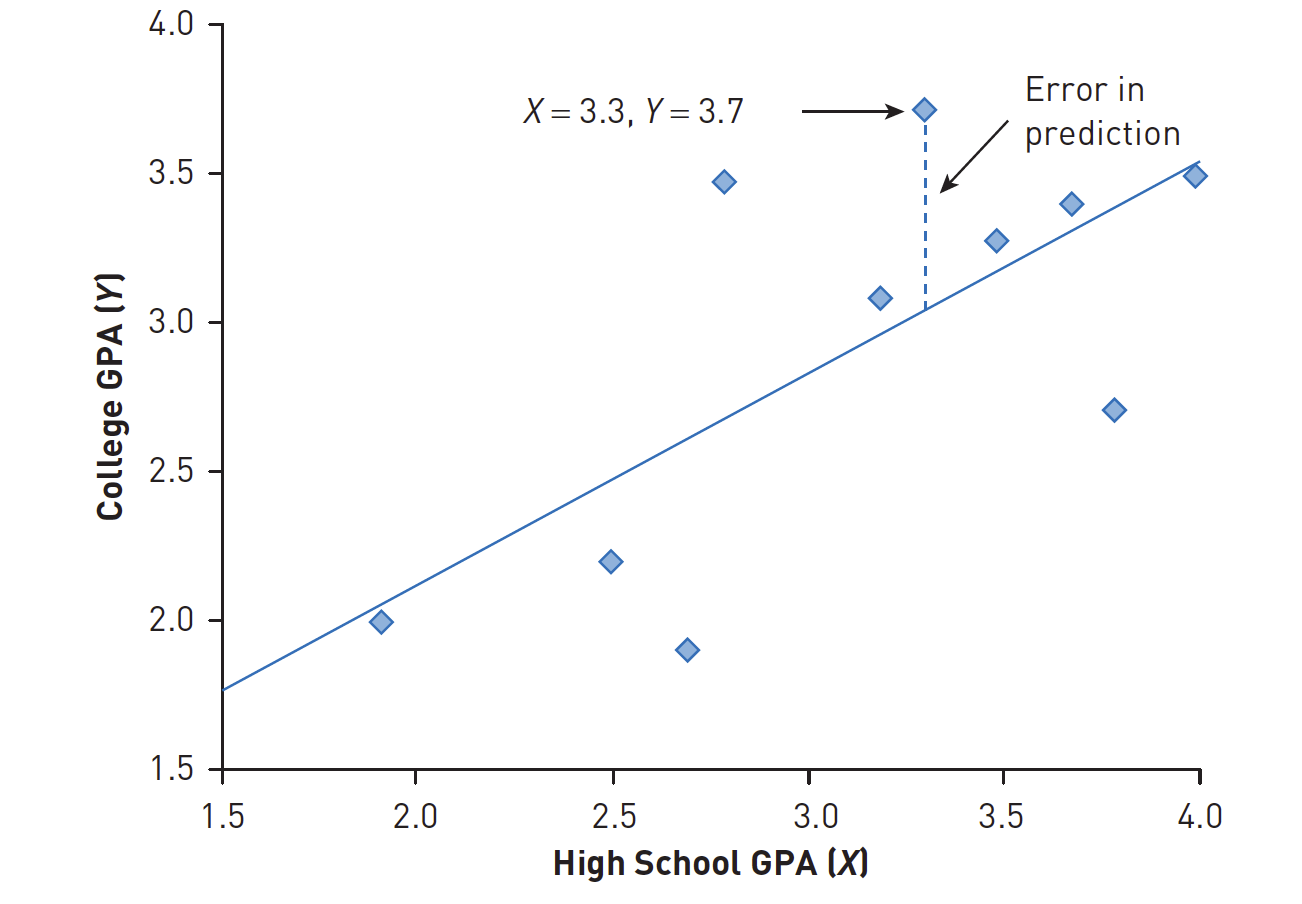 4.0
X = 3.3, Y = 3.7
Error in
prediction
3.5
3.0
College GPA (Y)
2.5
2.0
1.5
1.5 2.0 2.5 3.0 3.5 4.0
High School GPA (X)